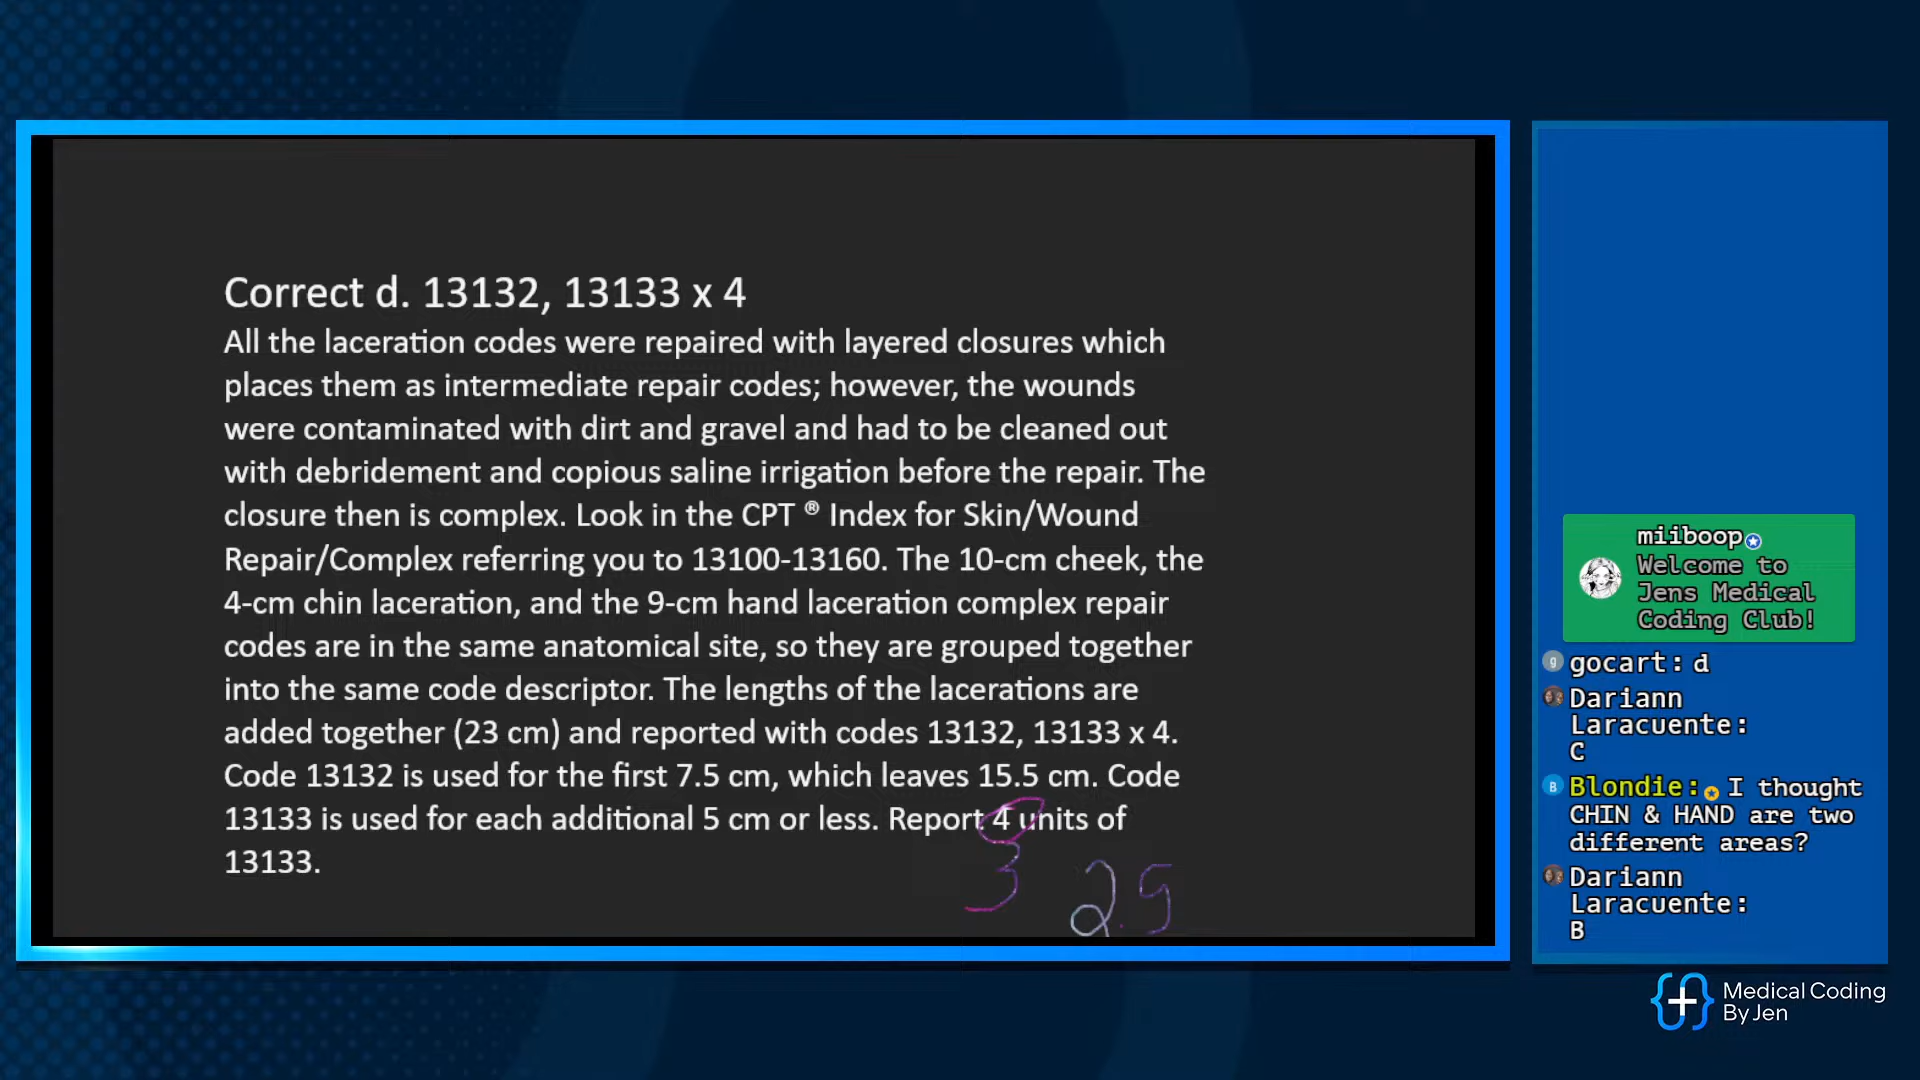 Correct d. 13132, 13133 x 4
All the laceration codes were repaired with layered closures which
places them as intermediate repair codes; however, the wounds
were contaminated with dirt and gravel and had to be cleaned out
with debridement and copious saline irrigation before the repair. The
closure then is complex. Look in the CPT ® Index for Skin/Wound
Repair/Complex referring you to 13100-13160. The 10-cm cheek, the
4-cm chin laceration, and the 9-cm hand laceration complex repair
codes are in the same anatomical site, so they are grouped together
into the same code descriptor. The lengths of the lacerations are
added together (23 cm) and reported with codes 13132, 13133 x 4.
Code 13132 is used for the first 7.5 cm, which leaves 15.5 cm. Code
13133 is used for each additional 5 cm or less. Report 4 units of
13133.
3 2.5
miiboop
Welcome to
Jens Medical
Coding Club!
g gocart: d
Dariann
Laracuente:
C
B Blondie: I thought
CHIN & HAND are two
different areas?
Dariann
Laracuente:
B
Medical Coding
By Jen